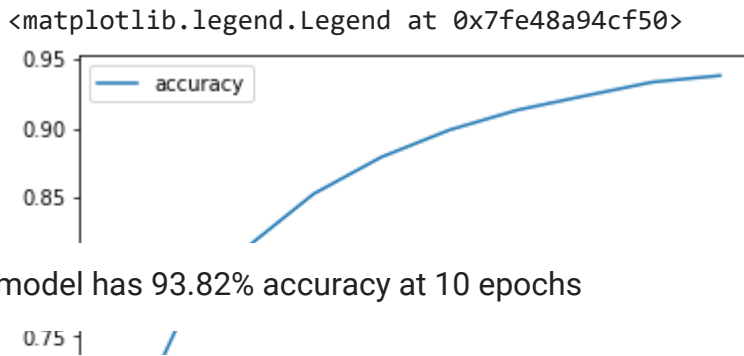 <matplotlib.legend.Legend at 0x7fe48a94cf50>
0.95
accuracy
0.90
0.85
model has 93.82% accuracy at 10 epochs
0.75